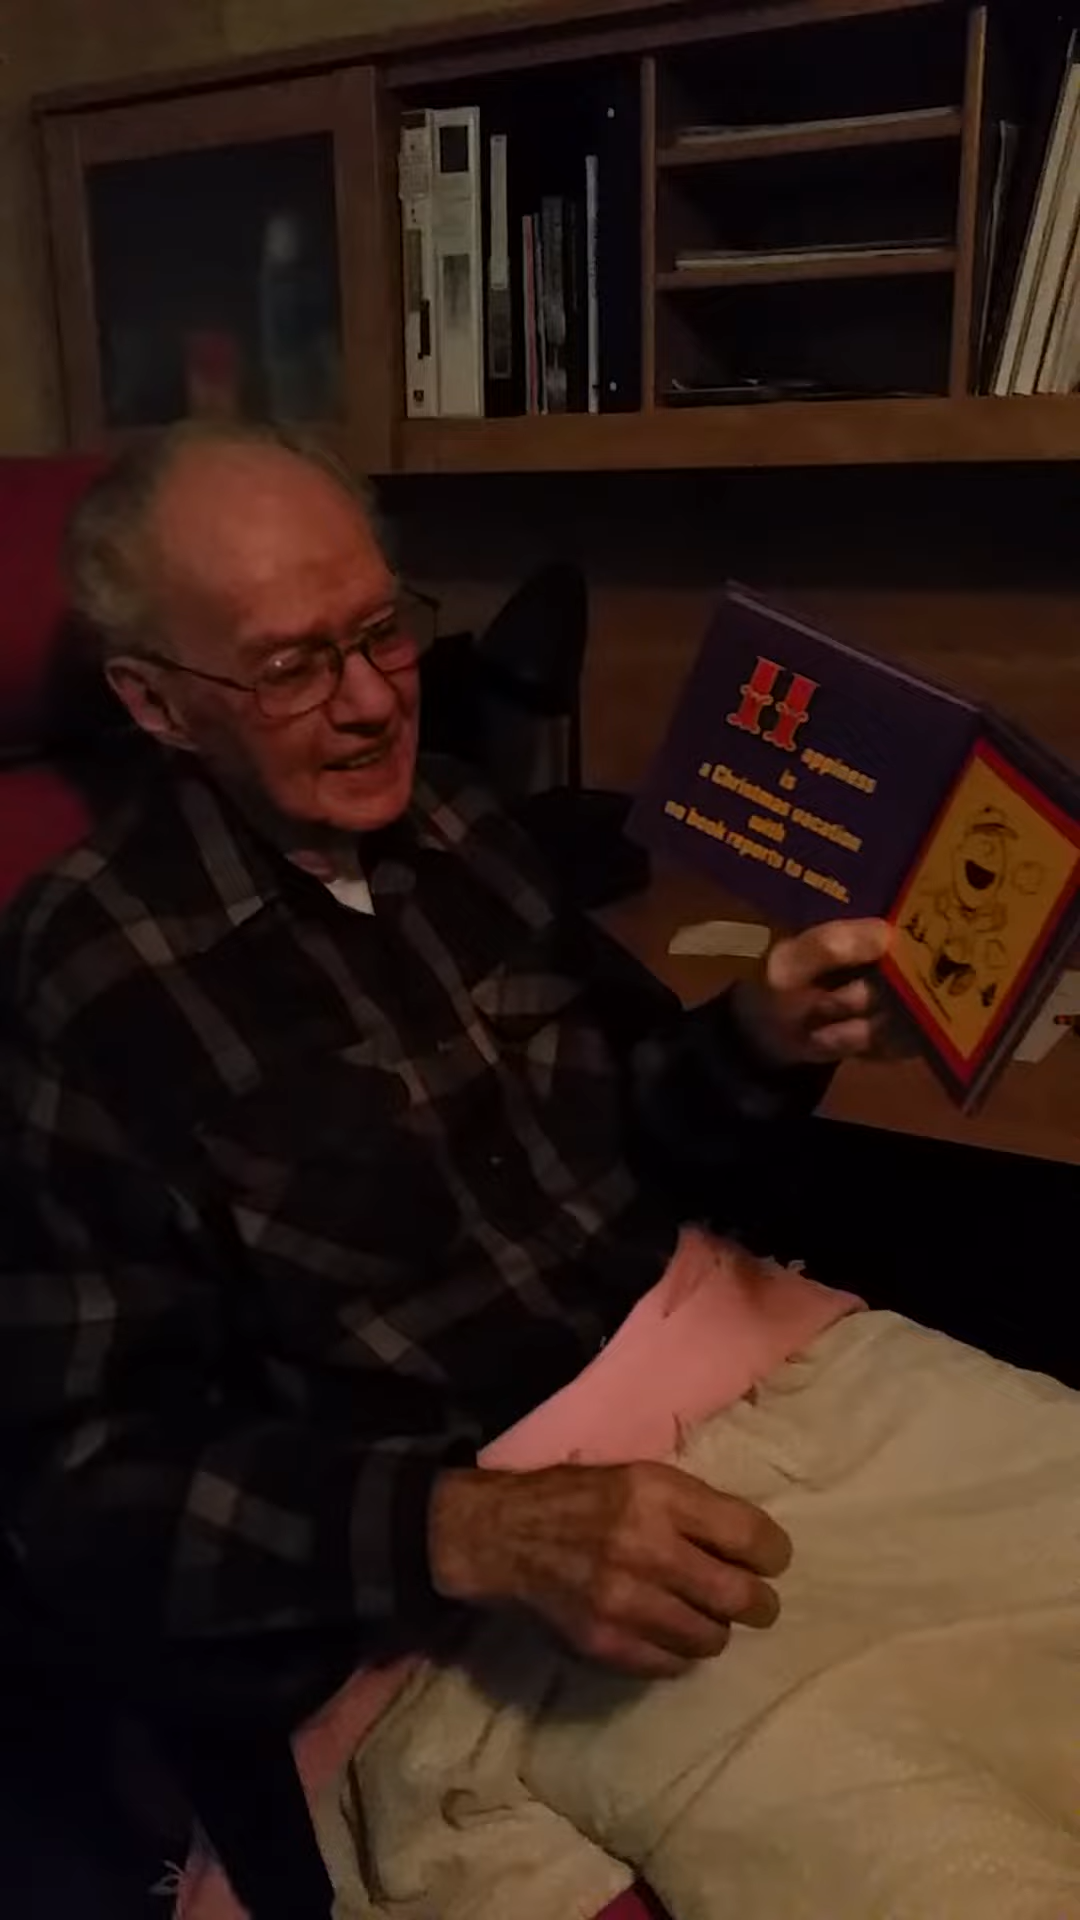 Happiness
is
a Christmas vacation
with
no book reports to write.